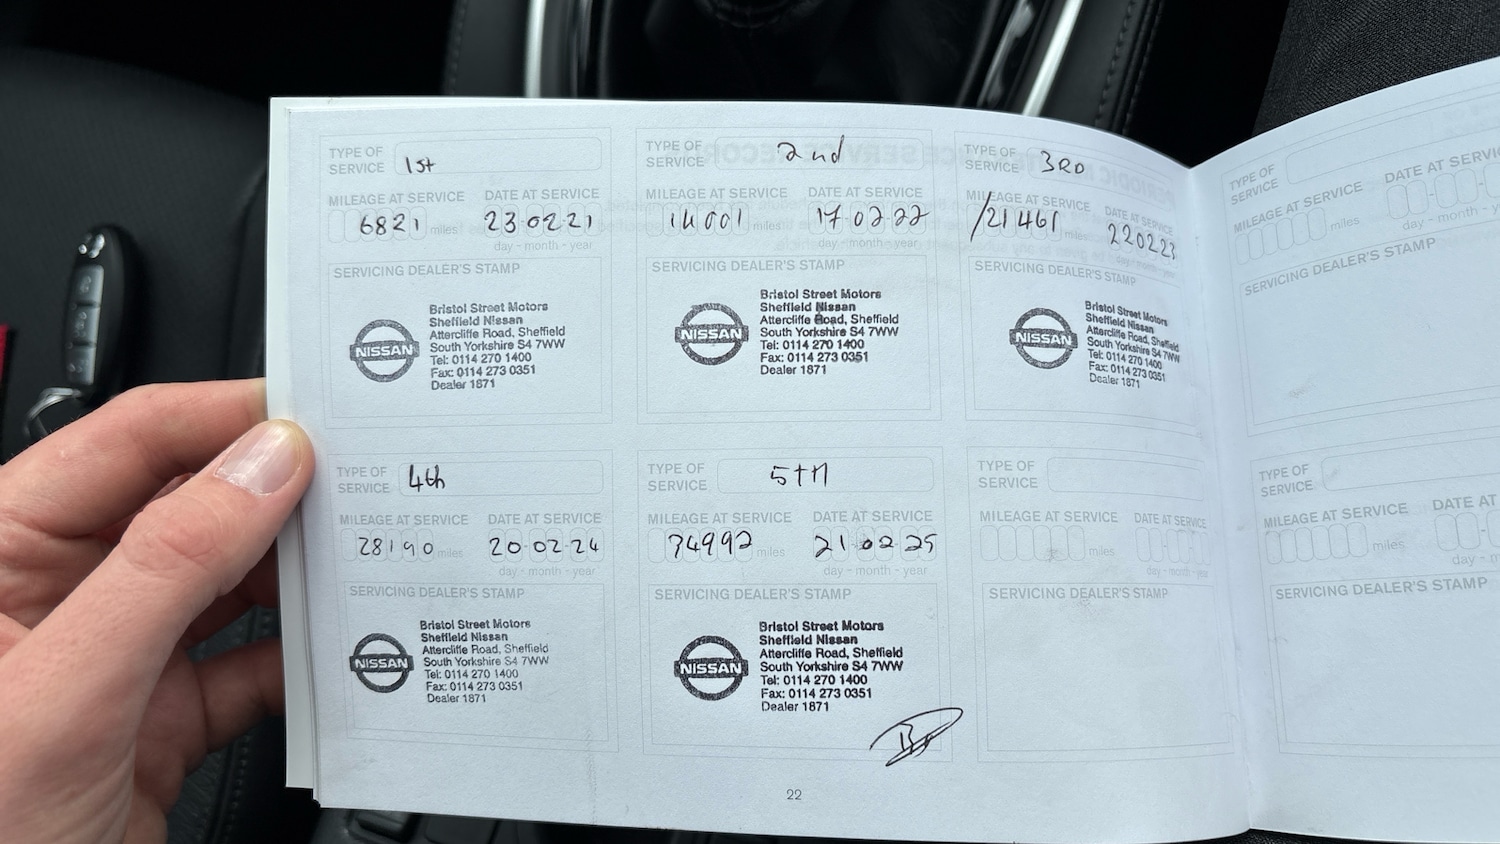 TYPE OF SERVICE 1st
MILEAGE AT SERVICE DATE AT SERVICE
6821 miles 23-02-21
day - month - year
SERVICING DEALER'S STAMP
NISSAN
Bristol Street Motors
Sheffield Nissan
Attercliffe Road, Sheffield
South Yorkshire S4 7WW
Tel: 0114 270 1400
Fax: 0114 273 0351
Dealer 1871
TYPE OF SERVICE 2nd
MILEAGE AT SERVICE DATE AT SERVICE
14001 miles 17-02-22
day - month - year
SERVICING DEALER'S STAMP
NISSAN
Bristol Street Motors
Sheffield Nissan
Attercliffe Road, Sheffield
South Yorkshire S4 7WW
Tel: 0114 270 1400
Fax: 0114 273 0351
Dealer 1871
TYPE OF SERVICE 3RD
MILEAGE AT SERVICE DATE AT SERVICE
/21461 miles 220223
SERVICING DEALER'S STAMP
NISSAN
Bristol Street Motors
Sheffield Nissan
Attercliffe Road, Sheffield
South Yorkshire S4 7WW
Tel: 0114 270 1400
Fax: 0114 273 0351
Dealer 1871
TYPE OF SERVICE 4th
MILEAGE AT SERVICE DATE AT SERVICE
28190 miles 20-02-24
day - month - year
SERVICING DEALER'S STAMP
NISSAN
Bristol Street Motors
Sheffield Nissan
Attercliffe Road, Sheffield
South Yorkshire S4 7WW
Tel: 0114 270 1400
Fax: 0114 273 0351
Dealer 1871
TYPE OF SERVICE 5TH
MILEAGE AT SERVICE DATE AT SERVICE
34992 miles 21-02-25
day - month - year
SERVICING DEALER'S STAMP
NISSAN
Bristol Street Motors
Sheffield Nissan
Attercliffe Road, Sheffield
South Yorkshire S4 7WW
Tel: 0114 270 1400
Fax: 0114 273 0351
Dealer 1871
TYPE OF SERVICE
MILEAGE AT SERVICE DATE AT SERVICE
miles
day - month - year
SERVICING DEALER'S STAMP
22
TYPE OF SERVICE
MILEAGE AT SERVICE DATE AT
miles
day - month
SERVICING DEALER'S STAMP
TYPE OF SERVICE
MILEAGE AT SERVICE DATE AT
miles
SERVICING DEALER'S STAMP